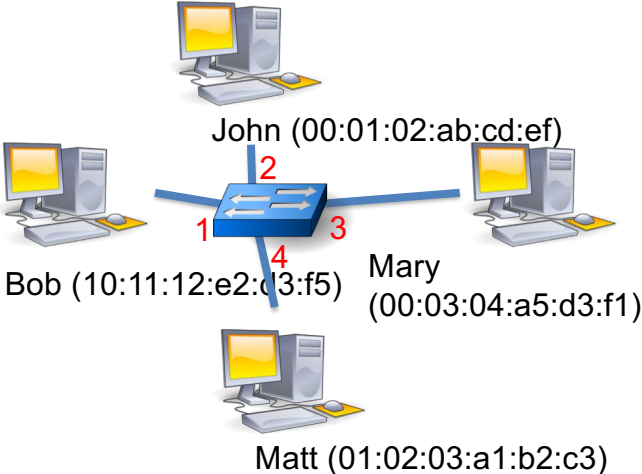 John (00:01:02:ab:cd:ef)
2
1
3
4
Bob (10:11:12:e2:d3:f5)
Mary
(00:03:04:a5:d3:f1)
Matt (01:02:03:a1:b2:c3)